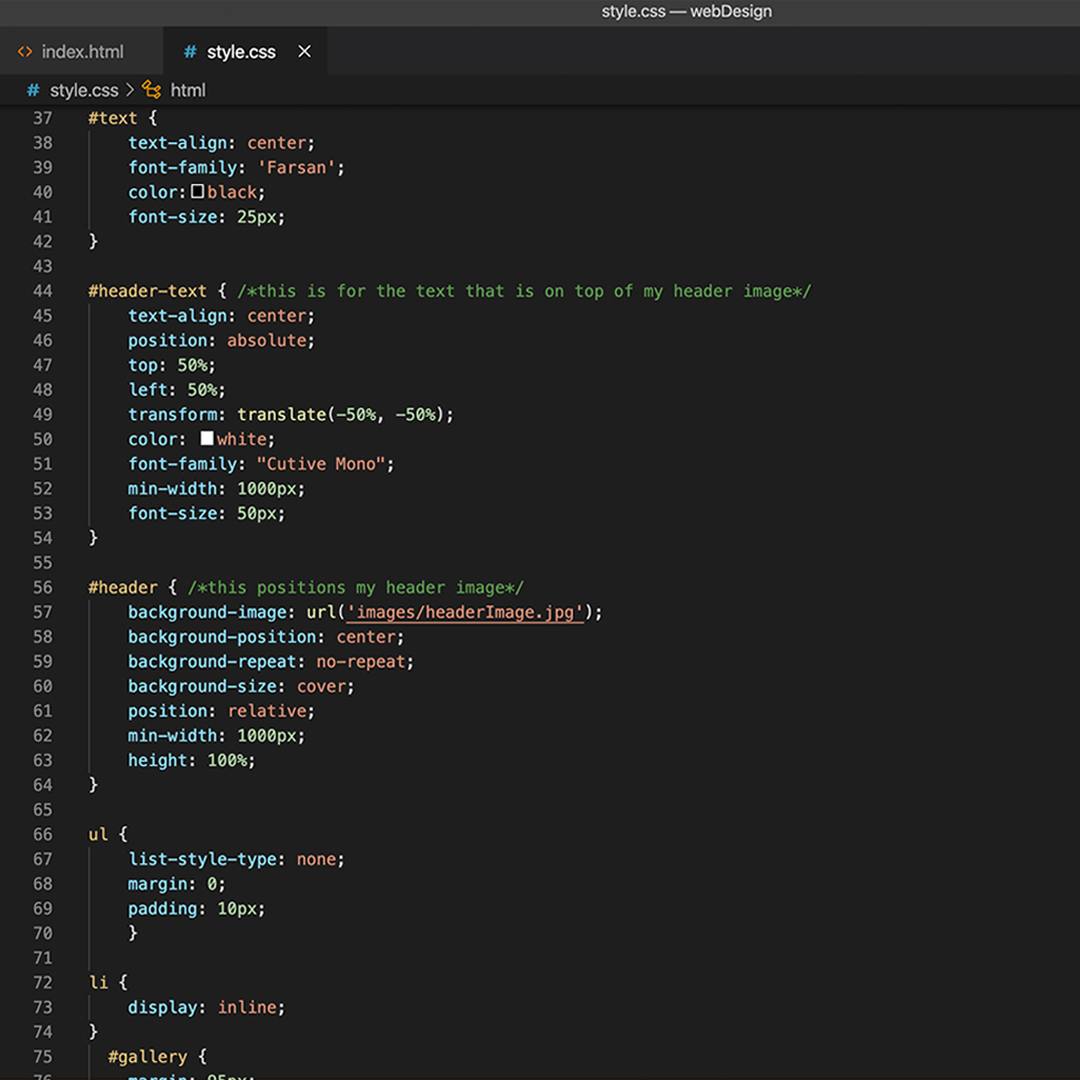 style.css — webDesign
<> index.html # style.css ×
# style.css > html
37 #text {
38 text-align: center;
39 font-family: 'Farsan';
40 color: black;
41 font-size: 25px;
42 }
43
44 #header-text { /*this is for the text that is on top of my header image*/
45 text-align: center;
46 position: absolute;
47 top: 50%;
48 left: 50%;
49 transform: translate(-50%, -50%);
50 color: white;
51 font-family: "Cutive Mono";
52 min-width: 1000px;
53 font-size: 50px;
54 }
55
56 #header { /*this positions my header image*/
57 background-image: url('images/headerImage.jpg');
58 background-position: center;
59 background-repeat: no-repeat;
60 background-size: cover;
61 position: relative;
62 min-width: 1000px;
63 height: 100%;
64 }
65
66 ul {
67 list-style-type: none;
68 margin: 0;
69 padding: 10px;
70 }
71
72 li {
73 display: inline;
74 }
75 #gallery {
76 margin: 95px;